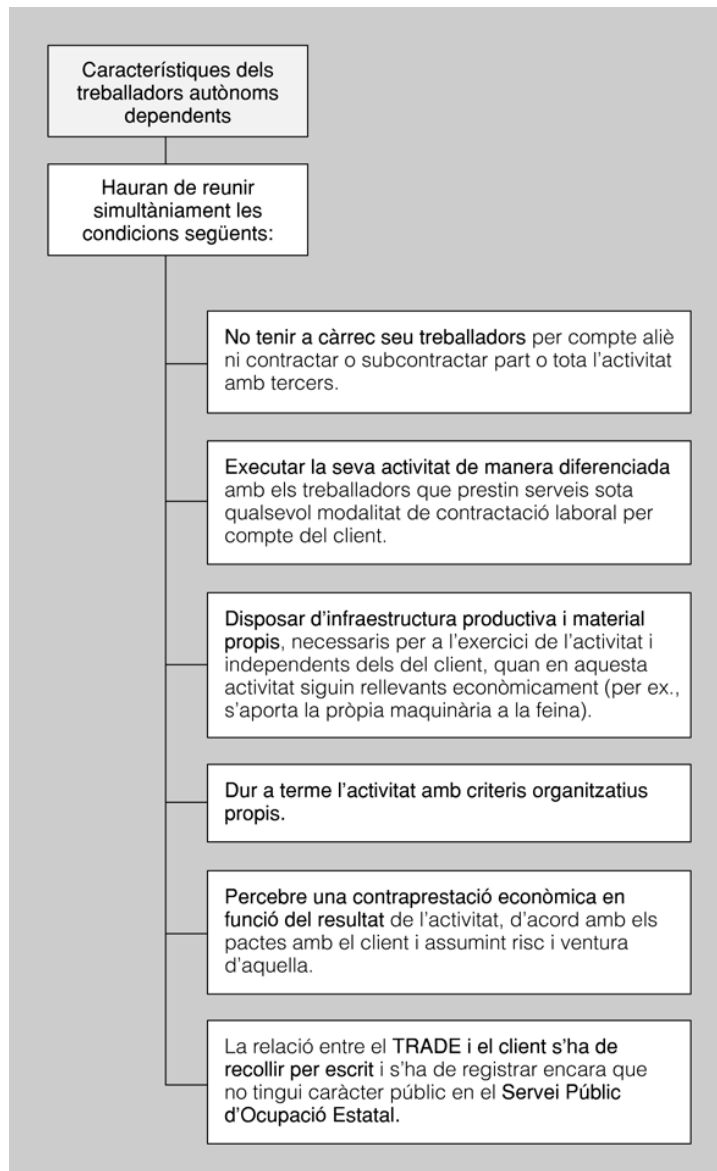 Característiques dels
treballadors autònoms
dependents
Hauran de reunir
simultàniament les
condicions següents:
No tenir a càrrec seu treballadors per compte aliè
ni contractar o subcontractar part o tota l’activitat
amb tercers.
Executar la seva activitat de manera diferenciada
amb els treballadors que prestin serveis sota
qualsevol modalitat de contractació laboral per
compte del client.
Disposar d’infraestructura productiva i material
propis, necessaris per a l’exercici de l’activitat i
independents dels del client, quan en aquesta
activitat siguin rellevants econòmicament (per ex.,
s’aporta la pròpia maquinària a la feina).
Dur a terme l’activitat amb criteris organitzatius
propis.
Percebre una contraprestació econòmica en
funció del resultat de l’activitat, d’acord amb els
pactes amb el client i assumint risc i ventura
d’aquella.
La relació entre el TRADE i el client s’ha de
recollir per escrit i s’ha de registrar encara que
no tingui caràcter públic en el Servei Públic
d’Ocupació Estatal.